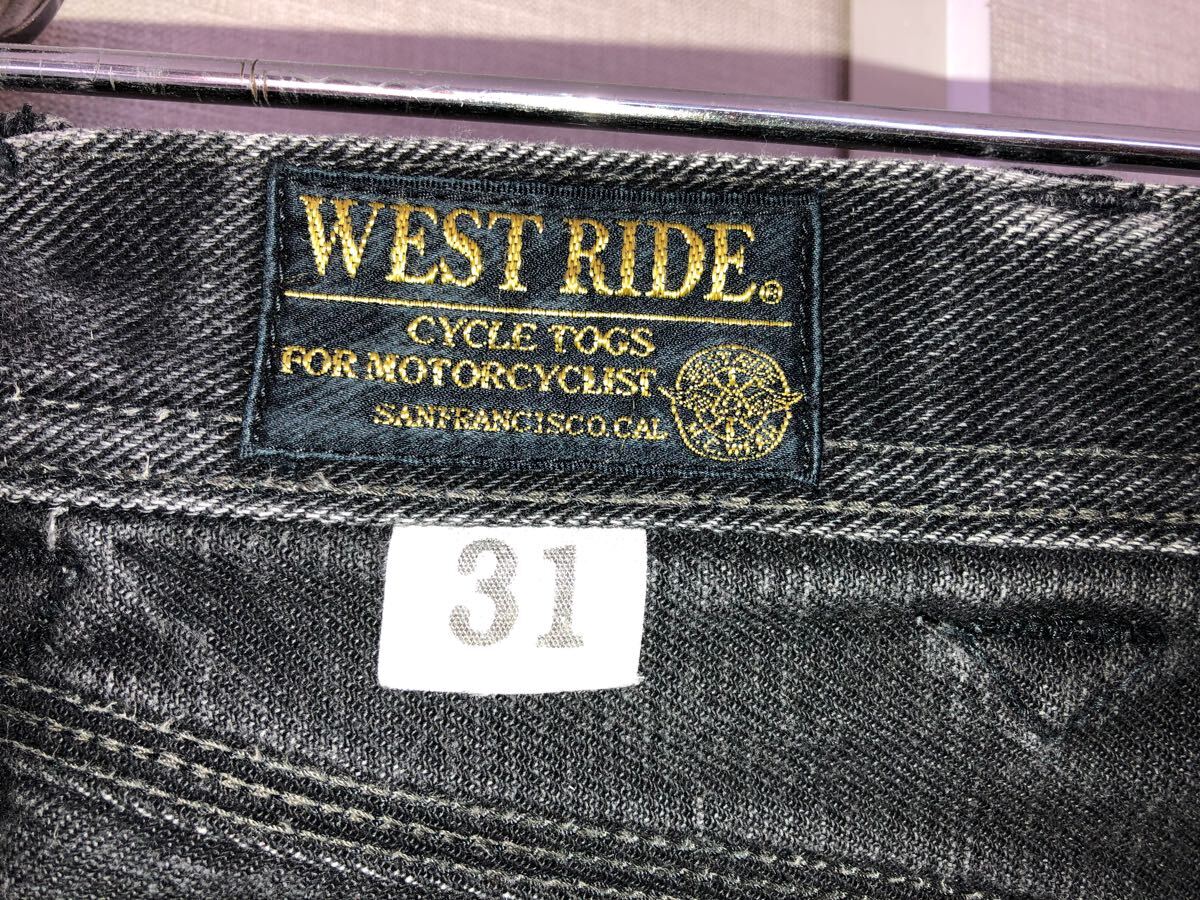 WEST RIDE®
CYCLE TOGS
FOR MOTORCYCLIST
SANFRANCISCO.CAL
31